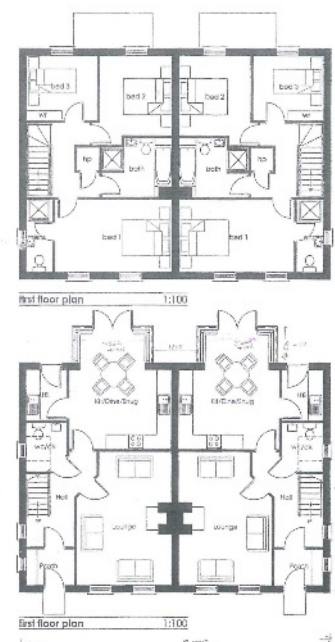 bed 3
bed 2
bed 2
bed 3
wr
wr
hp
bath
bath
hp
bed 1
bed 1
first floor plan 1:100
Kit/Dine/Snug
Kit/Dine/Snug
Hall
Lounge
Lounge
Hall
Porch
Porch
first floor plan 1:100